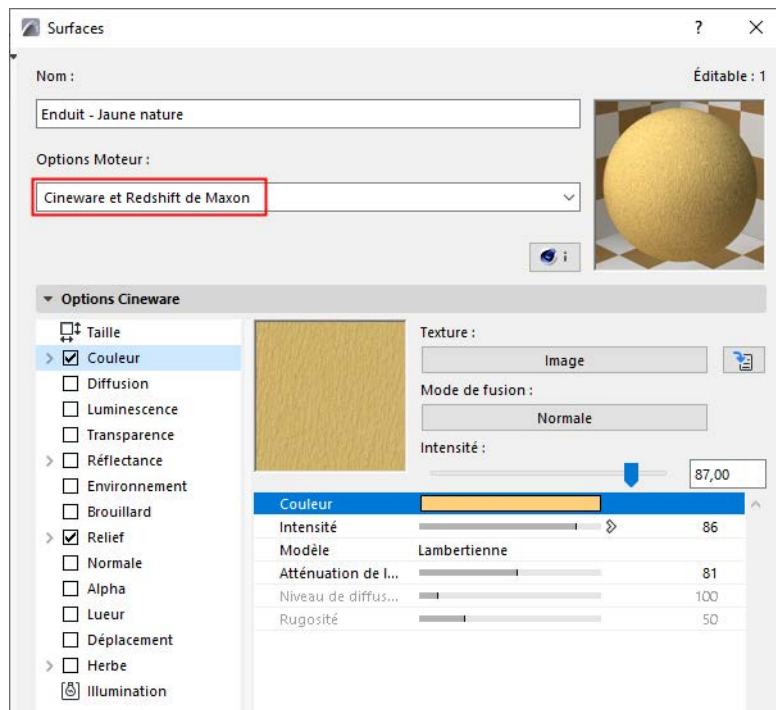 Surfaces
?
Nom :
Éditable : 1
Enduit - Jaune nature
Options Moteur :
Cineware et Redshift de Maxon
i
Options Cineware
Taille
Couleur
Diffusion
Luminescence
Transparence
Réflectance
Environnement
Brouillard
Relief
Normale
Alpha
Lueur
Déplacement
Herbe
Illumination
Texture :
Image
Mode de fusion :
Normale
Intensité :
87,00
Couleur
Intensité 86
Modèle Lambertienne
Atténuation de l... 81
Niveau de diffus... 100
Rugosité 50